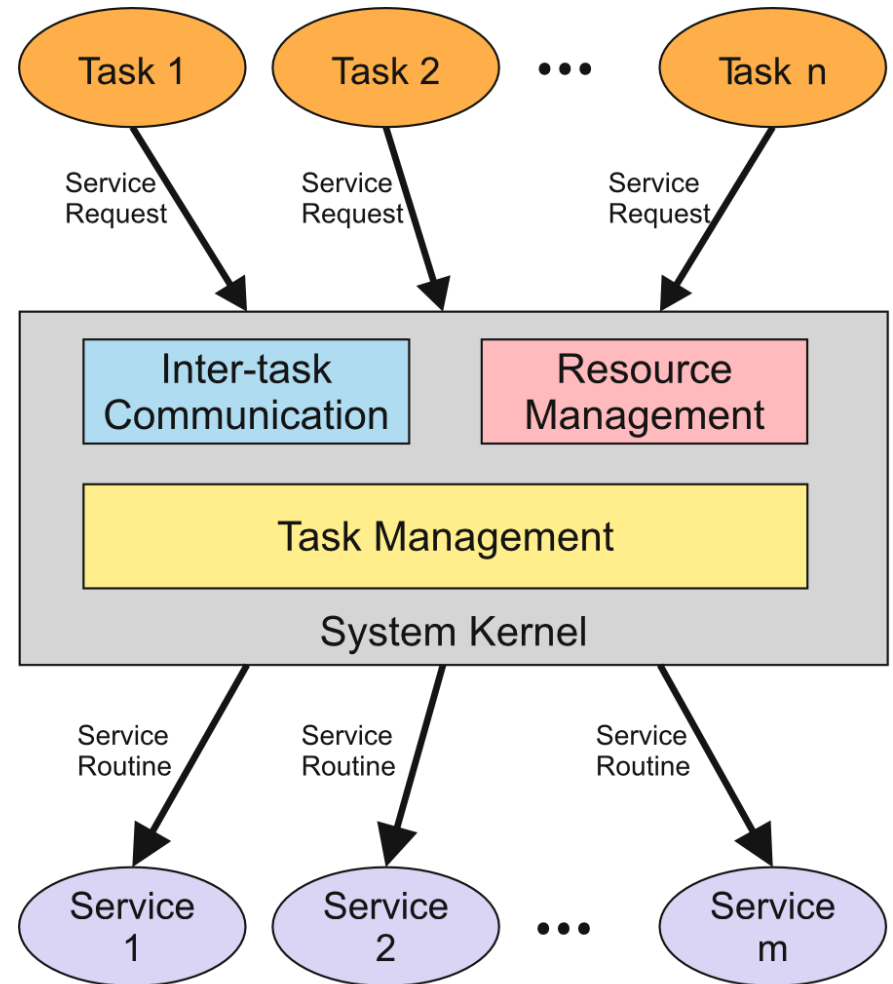 Task 1
Task 2
•••
Task n
Service
Request
Service
Request
Service
Request
Inter-task
Communication
Resource
Management
Task Management
System Kernel
Service
Routine
Service
Routine
Service
Routine
Service
1
Service
2
•••
Service
m